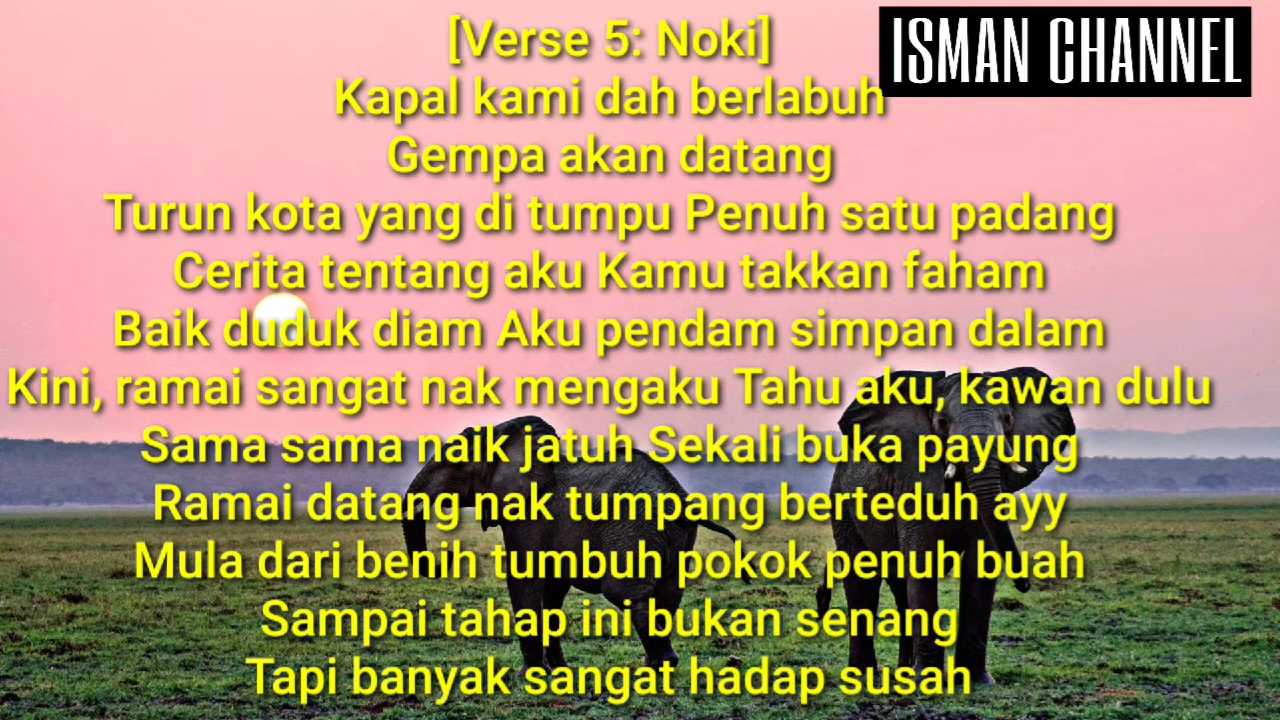 [Verse 5: Noki]
ISMAN CHANNEL
Kapal kami dah berlabuh
Gempa akan datang
Turun kota yang di tumpu Penuh satu padang
Cerita tentang aku Kamu takkan faham
Baik duduk diam Aku pendam simpan dalam
Kini, ramai sangat nak mengaku Tahu aku, kawan dulu
Sama sama naik jatuh Sekali buka payung
Ramai datang nak tumpang berteduh ayy
Mula dari benih tumbuh pokok penuh buah
Sampai tahap ini bukan senang
Tapi banyak sangat hadap susah